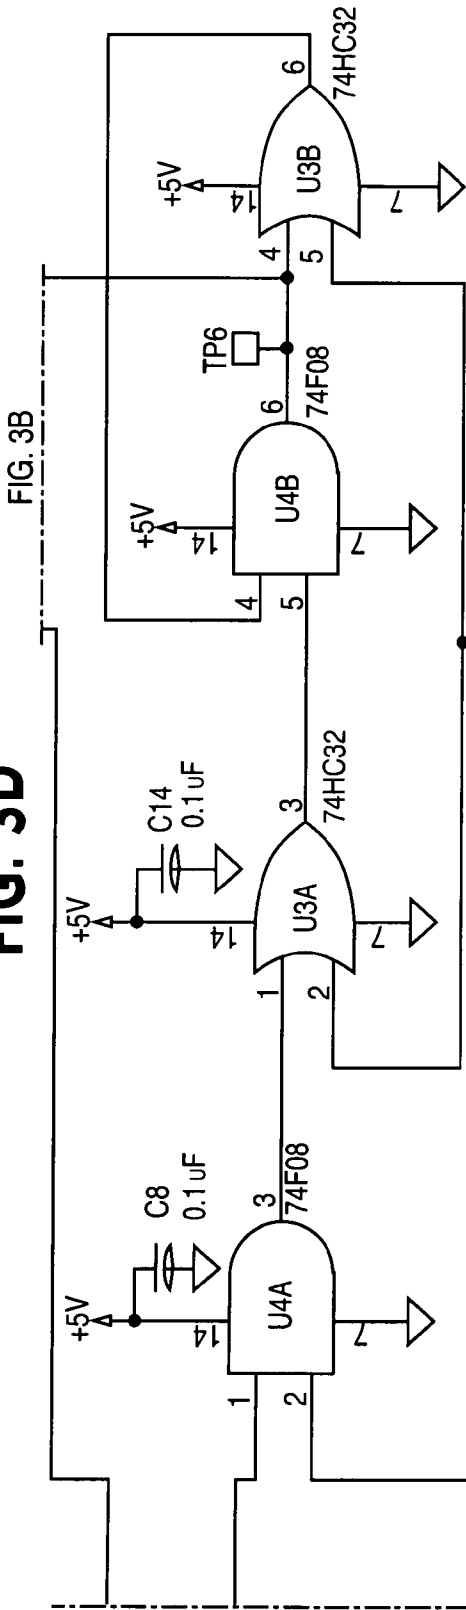 FIG. 3D
FIG. 3B
+5V
C8
0.1uF
14
1
2
U4A
3
74F08
7
+5V
C14
0.1uF
14
1
2
U3A
3
74HC32
7
+5V
14
4
5
U4B
6
74F08
7
TP6
+5V
14
4
5
U3B
6
74HC32
7